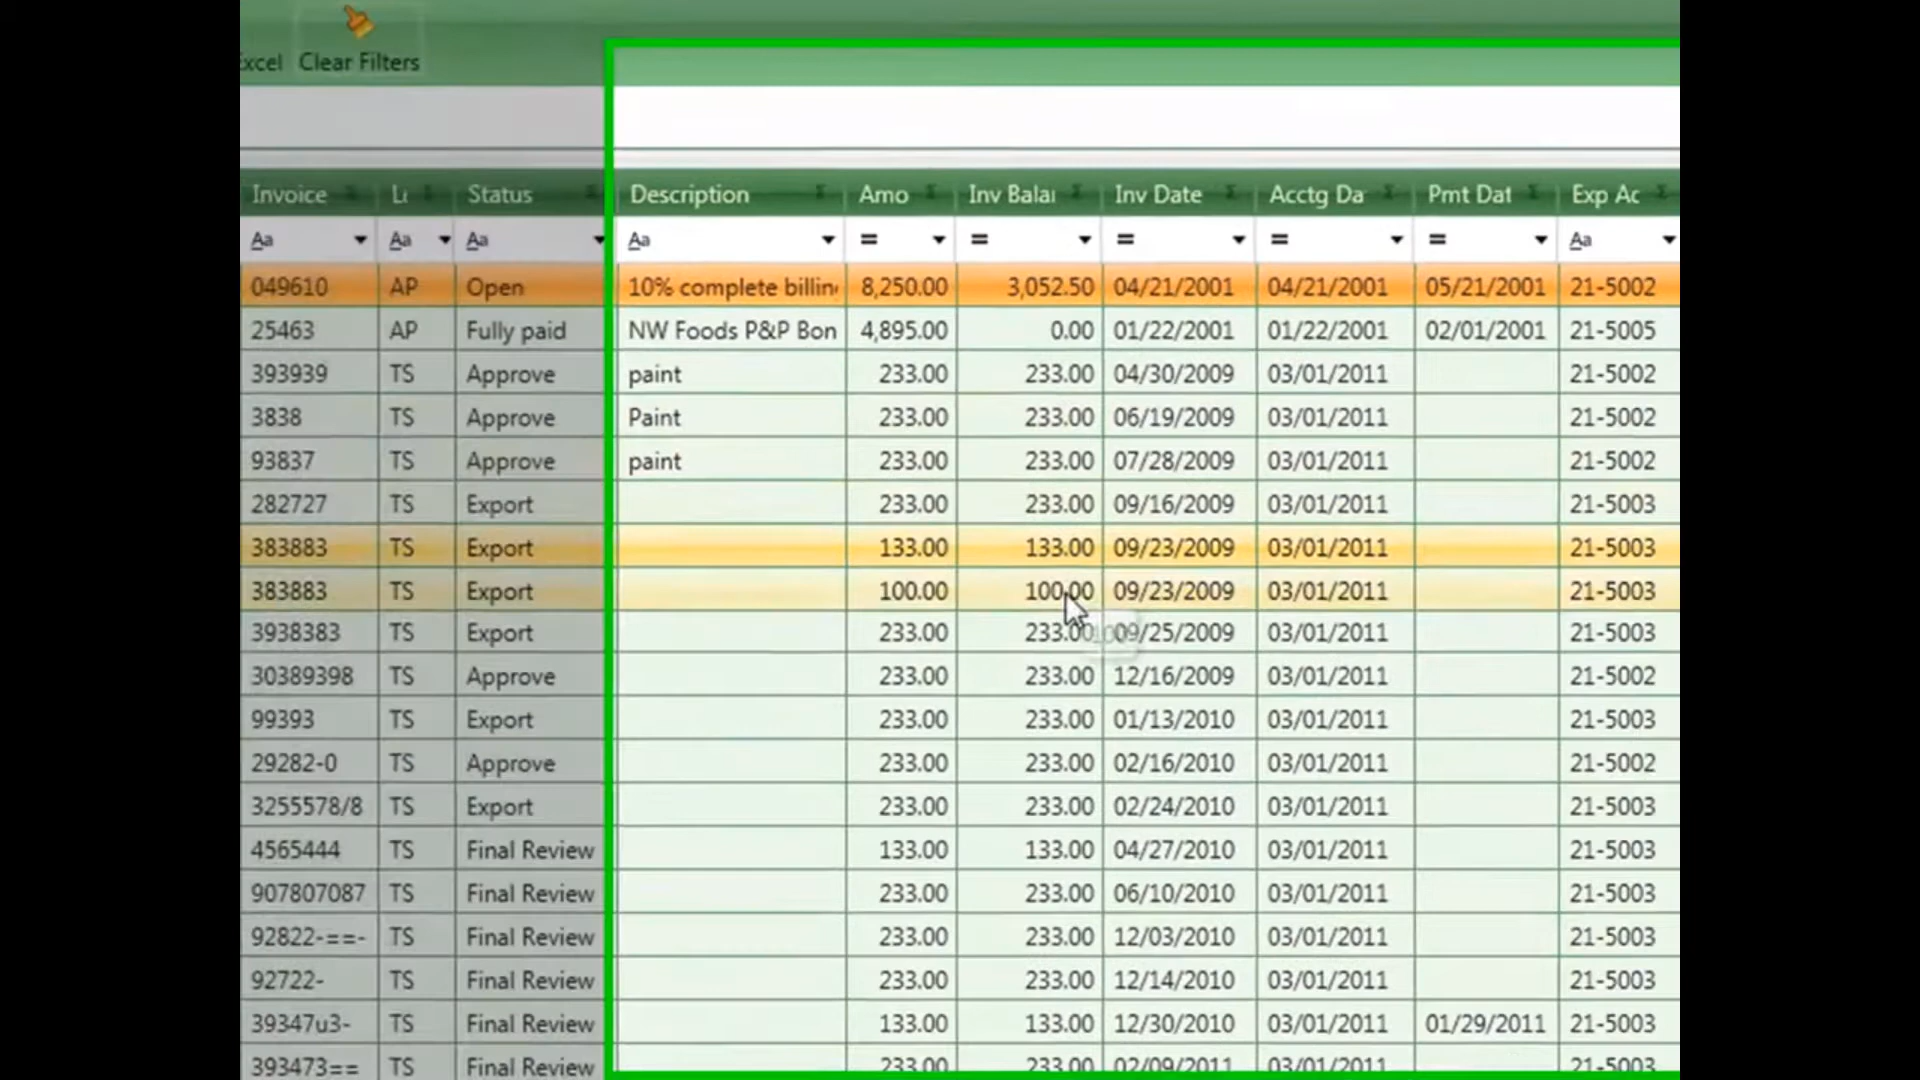 Excel Clear Filters
Invoice Li Status Description Amo Inv Balai Inv Date Acctg Da Pmt Dat Exp Ac
Aa Aa Aa Aa = = = = = Aa
049610 AP Open 10% complete billin 8,250.00 3,052.50 04/21/2001 04/21/2001 05/21/2001 21-5002
25463 AP Fully paid NW Foods P&P Bon 4,895.00 0.00 01/22/2001 01/22/2001 02/01/2001 21-5005
393939 TS Approve paint 233.00 233.00 04/30/2009 03/01/2011 21-5002
3838 TS Approve Paint 233.00 233.00 06/19/2009 03/01/2011 21-5002
93837 TS Approve paint 233.00 233.00 07/28/2009 03/01/2011 21-5002
282727 TS Export 233.00 233.00 09/16/2009 03/01/2011 21-5003
383883 TS Export 133.00 133.00 09/23/2009 03/01/2011 21-5003
383883 TS Export 100.00 100.00 09/23/2009 03/01/2011 21-5003
3938383 TS Export 233.00 233.00 09/25/2009 03/01/2011 21-5003
30389398 TS Approve 233.00 233.00 12/16/2009 03/01/2011 21-5002
99393 TS Export 233.00 233.00 01/13/2010 03/01/2011 21-5003
29282-0 TS Approve 233.00 233.00 02/16/2010 03/01/2011 21-5002
3255578/8 TS Export 233.00 233.00 02/24/2010 03/01/2011 21-5003
4565444 TS Final Review 133.00 133.00 04/27/2010 03/01/2011 21-5003
907807087 TS Final Review 233.00 233.00 06/10/2010 03/01/2011 21-5003
92822-==- TS Final Review 233.00 233.00 12/03/2010 03/01/2011 21-5003
92722- TS Final Review 233.00 233.00 12/14/2010 03/01/2011 21-5003
39347u3- TS Final Review 133.00 133.00 12/30/2010 03/01/2011 01/29/2011 21-5003
393473== TS Final Review 233.00 233.00 02/09/2011 03/01/2011 21-5003